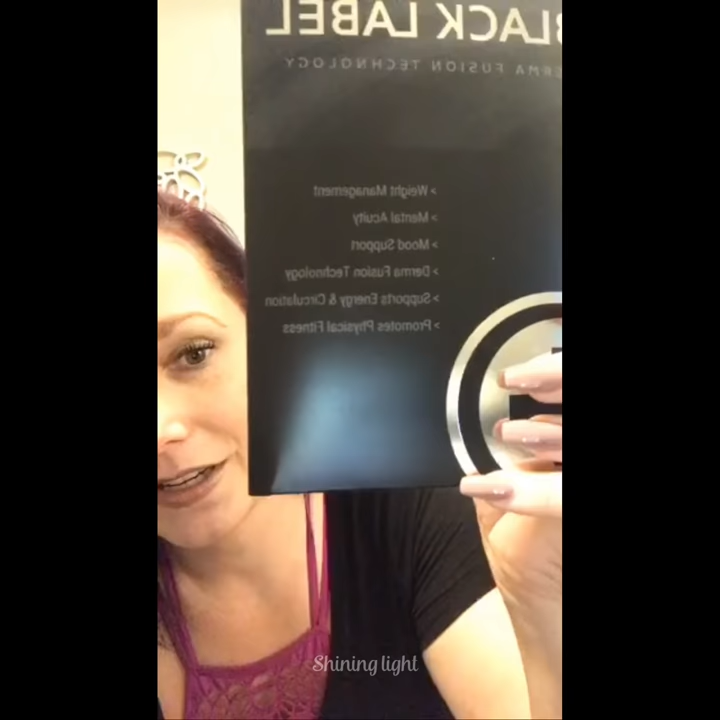 BLACK LABEL
DERMA FUSION TECHNOLOGY
> Weight Management
> Mental Acuity
> Mood Support
> Derma Fusion Technology
> Supports Energy & Circulation
> Promotes Physical Fitness
Shining light